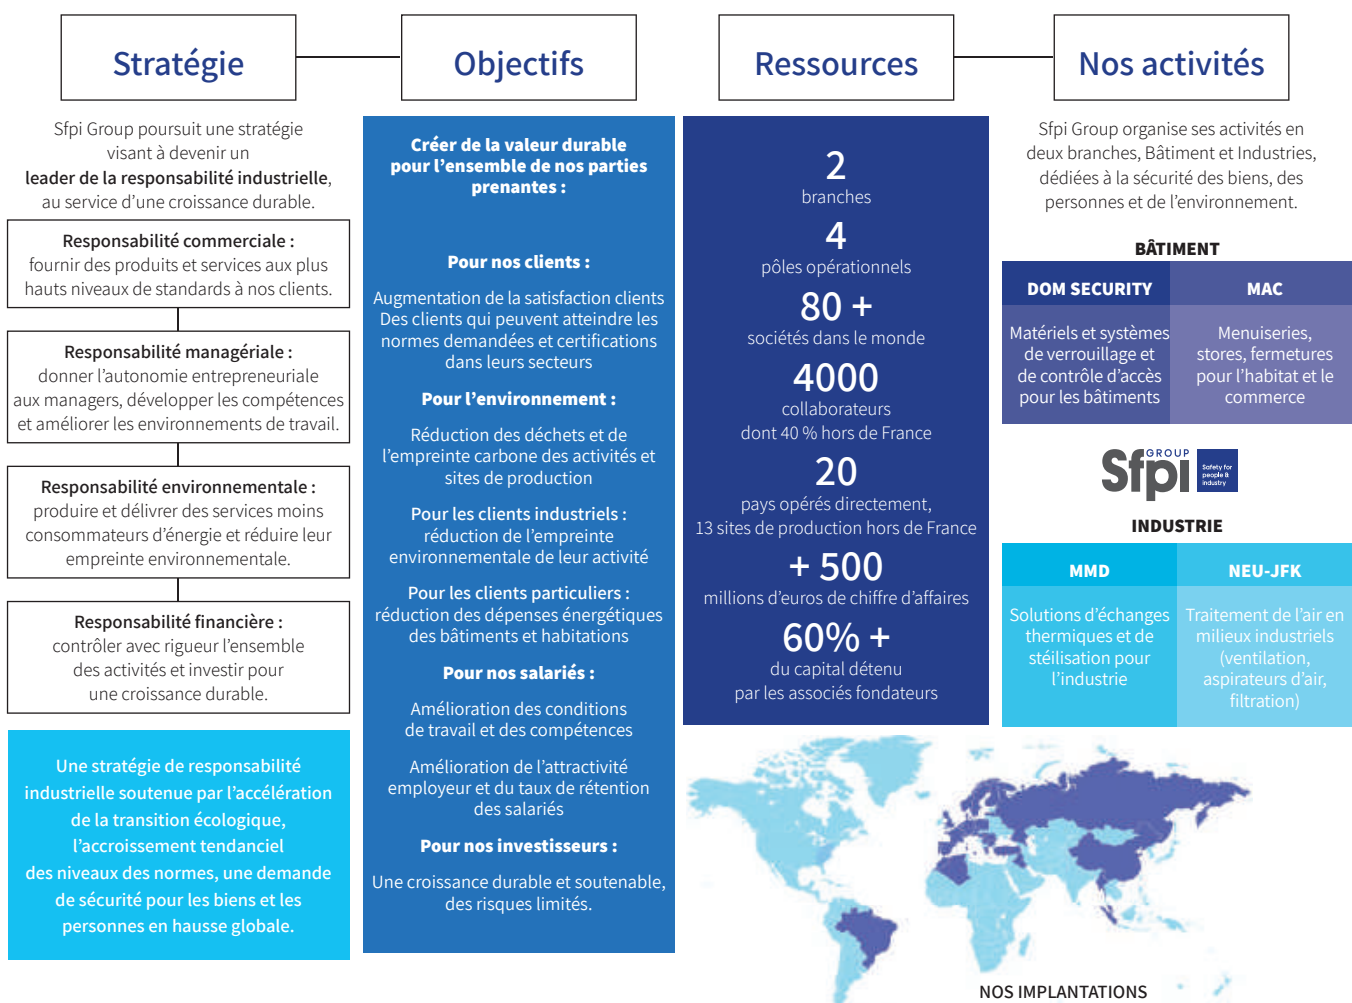 Stratégie
Sfpi Group poursuit une stratégie
visant à devenir un
leader de la responsabilité industrielle,
au service d’une croissance durable.
Responsabilité commerciale :
fournir des produits et services aux plus
hauts niveaux de standards à nos clients.
Responsabilité managériale :
donner l’autonomie entrepreneuriale
aux managers, développer les compétences
et améliorer les environnements de travail.
Responsabilité environnementale :
produire et délivrer des services moins
consommateurs d’énergie et réduire leur
empreinte environnementale.
Responsabilité financière :
contrôler avec rigueur l’ensemble
des activités et investir pour
une croissance durable.
Une stratégie de responsabilité
industrielle soutenue par l’accélération
de la transition écologique,
l’accroissement tendanciel
des niveaux des normes, une demande
de sécurité pour les biens et les
personnes en hausse globale.
Objectifs
Créer de la valeur durable
pour l’ensemble de nos parties
prenantes :
Pour nos clients :
Augmentation de la satisfaction clients
Des clients qui peuvent atteindre les
normes demandées et certifications
dans leurs secteurs
Pour l’environnement :
Réduction des déchets et de
l’empreinte carbone des activités et
sites de production
Pour les clients industriels :
réduction de l’empreinte
environnementale de leur activité
Pour les clients particuliers :
réduction des dépenses énergétiques
des bâtiments et habitations
Pour nos salariés :
Amélioration des conditions
de travail et des compétences
Amélioration de l’attractivité
employeur et du taux de rétention
des salariés
Pour nos investisseurs :
Une croissance durable et soutenable,
des risques limités.
Ressources
2
branches
4
pôles opérationnels
80 +
sociétés dans le monde
4000
collaborateurs
dont 40 % hors de France
20
pays opérés directement,
13 sites de production hors de France
+ 500
millions d’euros de chiffre d’affaires
60% +
du capital détenu
par les associés fondateurs
Nos activités
Sfpi Group organise ses activités en
deux branches, Bâtiment et Industries,
dédiées à la sécurité des biens, des
personnes et de l’environnement.
BÂTIMENT
DOM SECURITY
Matériels et systèmes
de verrouillage et
de contrôle d’accès
pour les bâtiments
MAC
Menuiseries,
stores, fermetures
pour l’habitat et le
commerce
Sfpi GROUP
Safety for
people &
industry
INDUSTRIE
MMD
Solutions d’échanges
thermiques et de
stéilisation pour
l’industrie
NEU-JFK
Traitement de l’air en
milieux industriels
(ventilation,
aspirateurs d’air,
filtration)
NOS IMPLANTATIONS